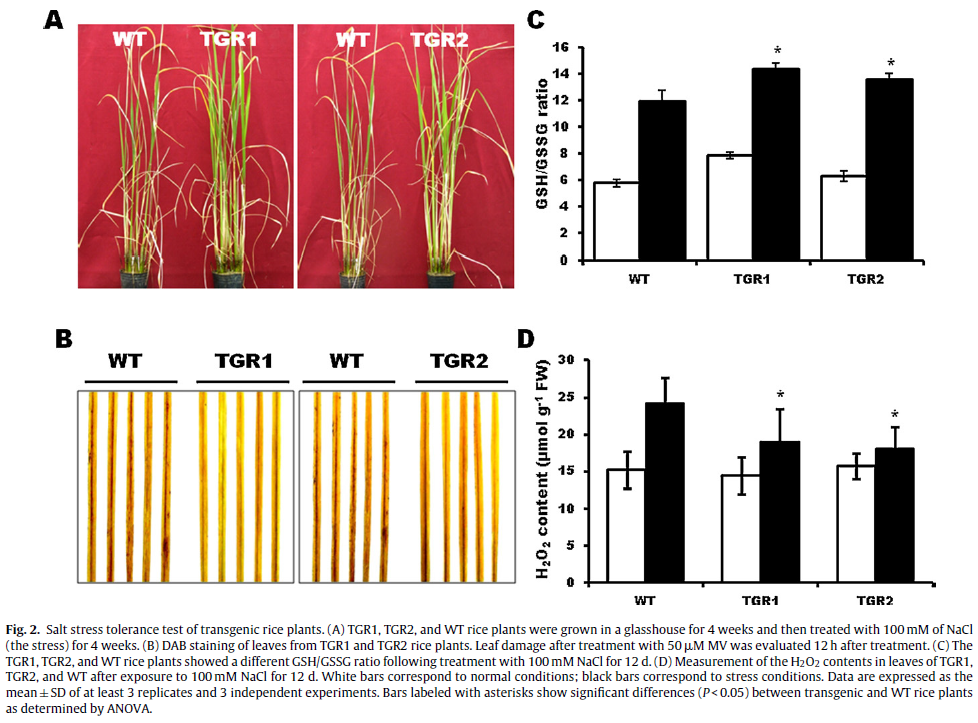 A
WT TGR1 WT TGR2
C
GSH/GSSG ratio
16
14
12
10
8
6
4
2
0
* *
WT TGR1 TGR2
B
WT TGR1 WT TGR2
D
H₂O₂ content (µmol g⁻¹ FW)
30
25
20
15
10
5
0
* *
WT TGR1 TGR2
Fig. 2. Salt stress tolerance test of transgenic rice plants. (A) TGR1, TGR2, and WT rice plants were grown in a glasshouse for 4 weeks and then treated with 100 mM of NaCl
(the stress) for 4 weeks. (B) DAB staining of leaves from TGR1 and TGR2 rice plants. Leaf damage after treatment with 50 µM MV was evaluated 12 h after treatment. (C) The
TGR1, TGR2, and WT rice plants showed a different GSH/GSSG ratio following treatment with 100 mM NaCl for 12 d. (D) Measurement of the H₂O₂ contents in leaves of TGR1,
TGR2, and WT after exposure to 100 mM NaCl for 12 d. White bars correspond to normal conditions; black bars correspond to stress conditions. Data are expressed as the
mean ± SD of at least 3 replicates and 3 independent experiments. Bars labeled with asterisks show significant differences (P < 0.05) between transgenic and WT rice plants
as determined by ANOVA.